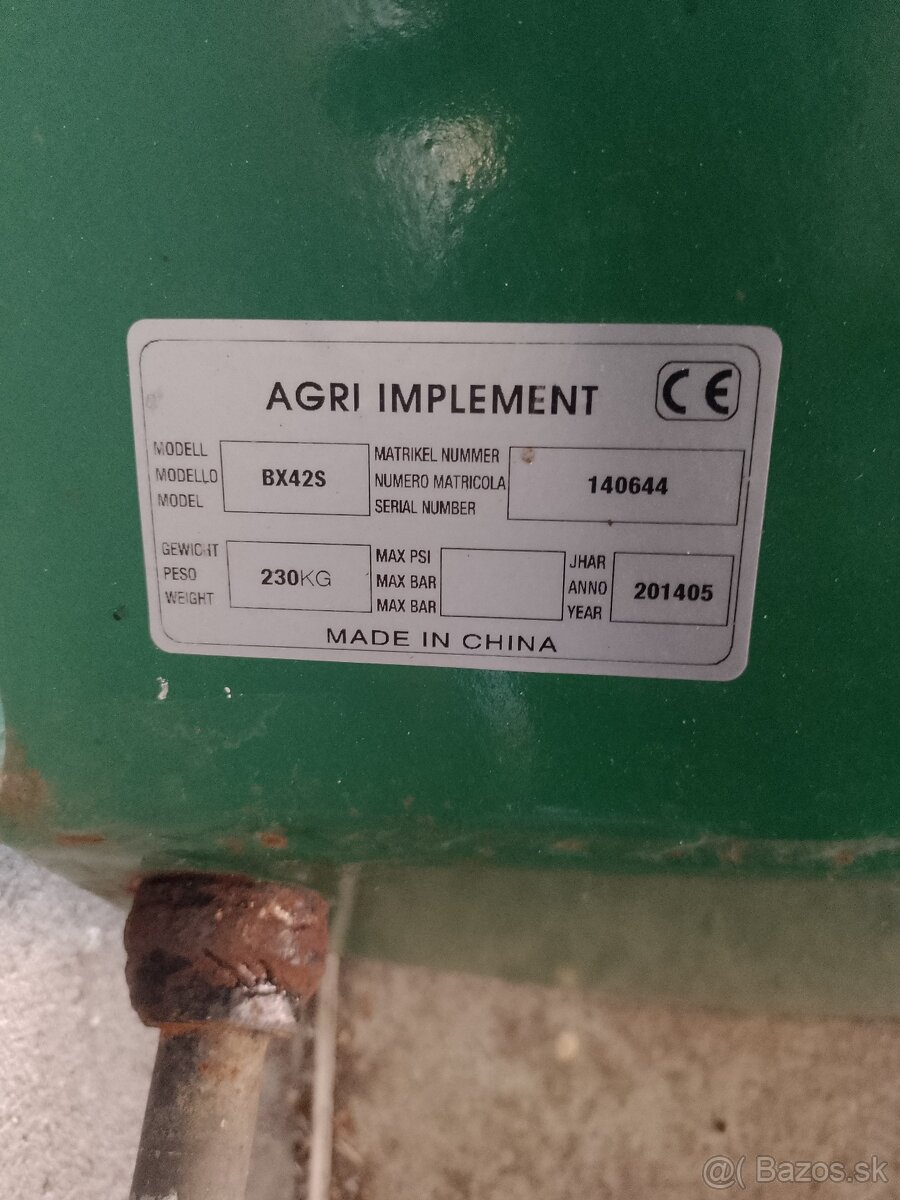 AGRI IMPLEMENT CE
MODELL
MODELLO
MODEL
BX42S
MATRIKEL NUMMER
NUMERO MATRICOLA
SERIAL NUMBER
140644
GEWICHT
PESO
WEIGHT
230KG
MAX PSI
MAX BAR
MAX BAR
JHAR
ANNO
YEAR
201405
MADE IN CHINA
@( Bazos.sk